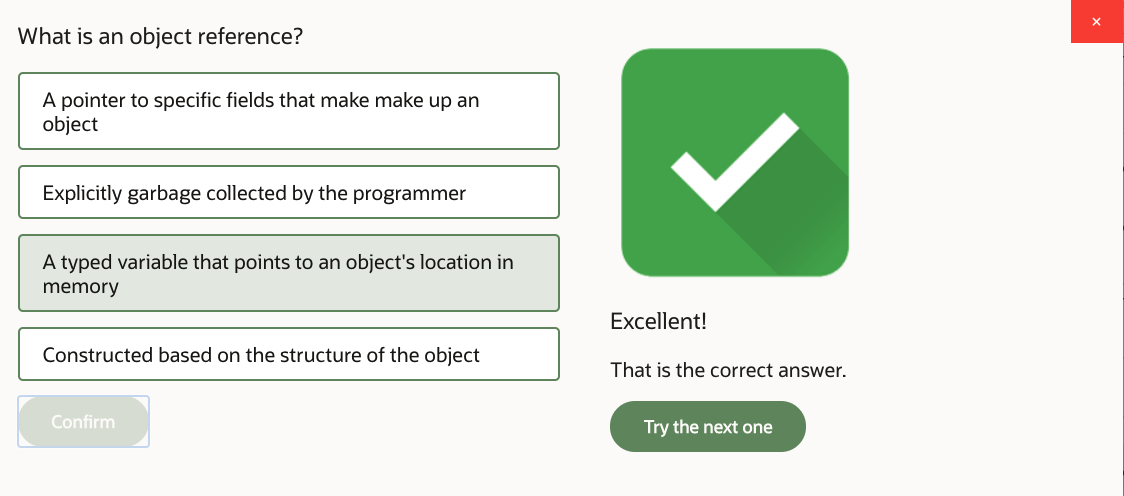 What is an object reference?
A pointer to specific fields that make make up an
object
Explicitly garbage collected by the programmer
A typed variable that points to an object's location in
memory
Constructed based on the structure of the object
Confirm
×
Excellent!
That is the correct answer.
Try the next one